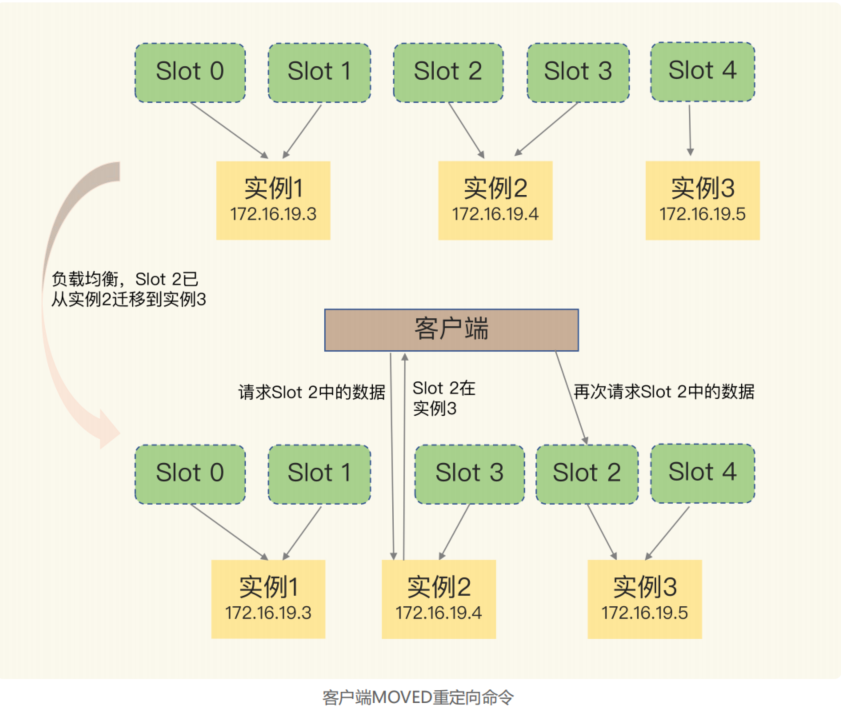 Slot 0
Slot 1
Slot 2
Slot 3
Slot 4
实例1
172.16.19.3
实例2
172.16.19.4
实例3
172.16.19.5
负载均衡，Slot 2已
从实例2迁移到实例3
客户端
请求Slot 2中的数据
Slot 2在
实例3
再次请求Slot 2中的数据
Slot 0
Slot 1
Slot 3
Slot 2
Slot 4
实例1
172.16.19.3
实例2
172.16.19.4
实例3
172.16.19.5
客户端MOVED重定向命令